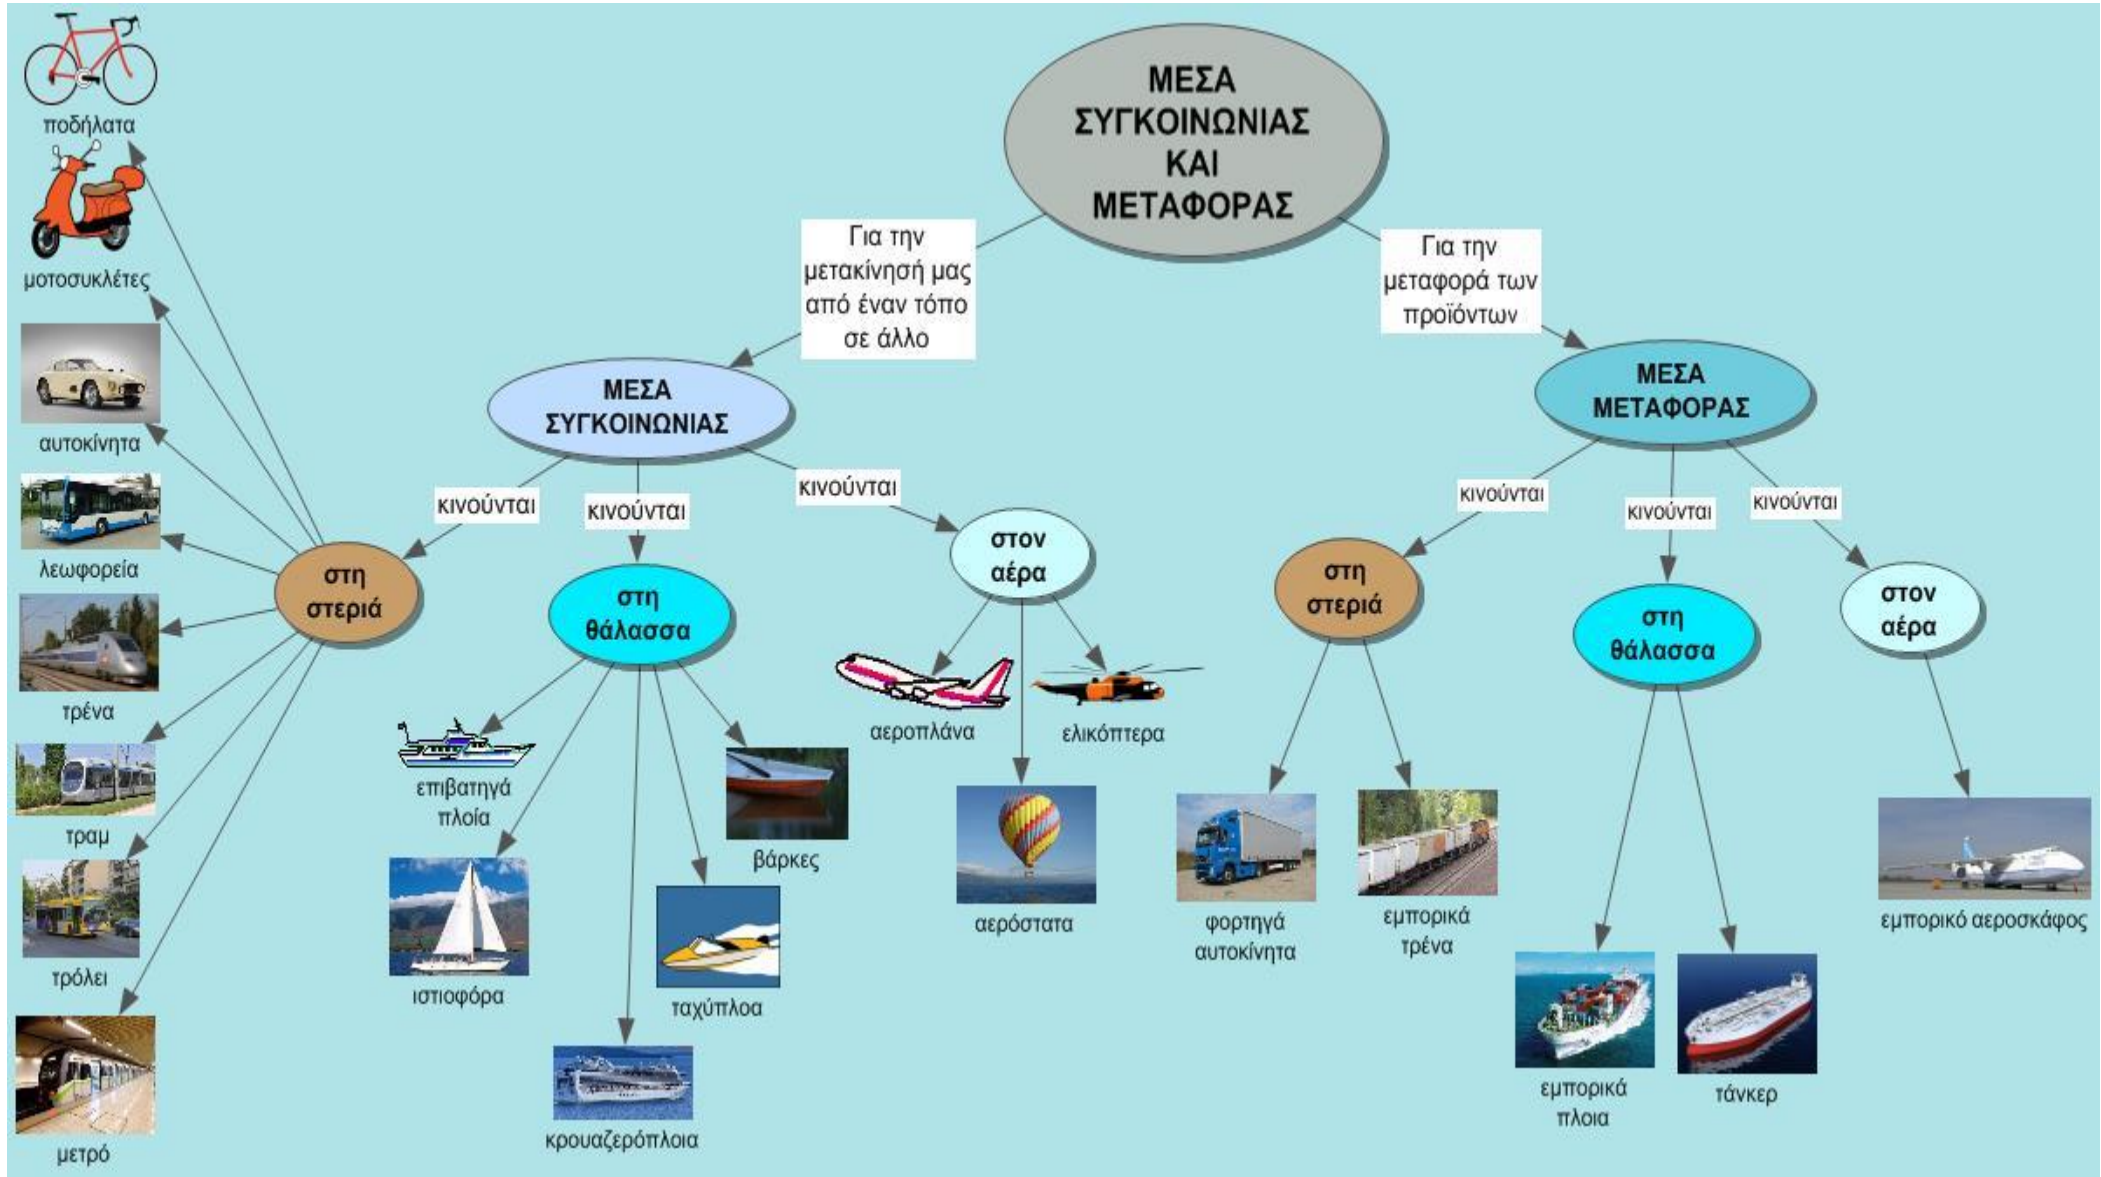 ΜΕΣΑ
ΣΥΓΚΟΙΝΩΝΙΑΣ
ΚΑΙ
ΜΕΤΑΦΟΡΑΣ
Για την
μετακίνησή μας
από έναν τόπο
σε άλλο
Για την
μεταφορά των
προϊόντων
ΜΕΣΑ
ΣΥΓΚΟΙΝΩΝΙΑΣ
κινούνται
κινούνται
κινούνται
στη
στεριά
ποδήλατα
μοτοσυκλέτες
αυτοκίνητα
λεωφορεία
τρένα
τραμ
τρόλει
μετρό
στη
θάλασσα
επιβατηγά
πλοία
ιστιοφόρα
κρουαζερόπλοια
ταχύπλοα
βάρκες
στον
αέρα
αεροπλάνα
αερόστατα
ελικόπτερα
ΜΕΣΑ
ΜΕΤΑΦΟΡΑΣ
κινούνται
κινούνται
κινούνται
στη
στεριά
φορτηγά
αυτοκίνητα
εμπορικά
τρένα
στη
θάλασσα
εμπορικά
πλοια
τάνκερ
στον
αέρα
εμπορικό αεροσκάφος